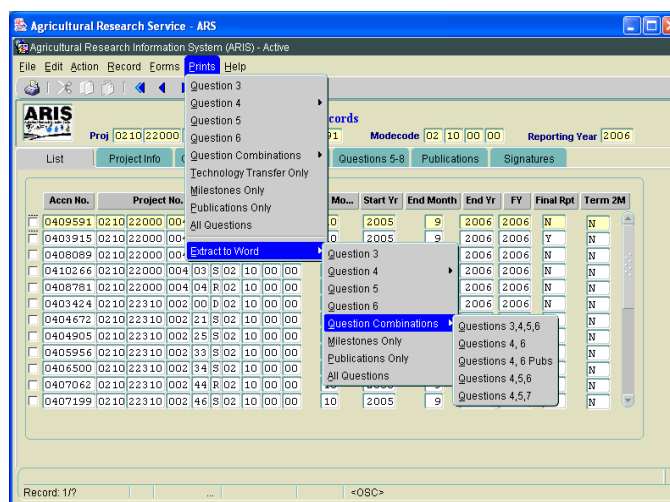 Agricultural Research Service - ARS
Agricultural Research Information System (ARIS) - Active
File Edit Action Record Forms Prints Help
ARIS
cords
Proj 0210 22000 91 Modecode 02 10 00 00 Reporting Year 2006
List Project Info Questions 5-8 Publications Signatures
Question 3
Question 4
Question 5
Question 6
Question Combinations
Technology Transfer Only
Milestones Only
Publications Only
All Questions
Extract to Word
Question 3
Question 4
Question 5
Question 6
Question Combinations
Milestones Only
Publications Only
All Questions
Questions 3,4,5,6
Questions 4, 6
Questions 4, 6 Pubs
Questions 4,5,6
Questions 4,5,7
Accn No. Project No. Mo... Start Yr End Month End Yr FY Final Rpt Term 2M
0409591 0210 22000 004 10 2005 9 2006 2006 N N
0403915 0210 22000 004 10 2005 9 2006 2006 Y N
0408089 0210 22000 004 2006 2006 N N
0410266 0210 22000 004 03 S 02 10 00 00 2006 2006 N N
0408781 0210 22000 004 04 R 02 10 00 00 2006 2006 N N
0403424 0210 22310 002 00 D 02 10 00 00 2006 2006 N N
0404672 0210 22310 002 21 S 02 10 00 00 N
0404905 0210 22310 002 25 S 02 10 00 00 N
0405956 0210 22310 002 33 S 02 10 00 00 N
0406500 0210 22310 002 34 S 02 10 00 00 N
0407062 0210 22310 002 44 R 02 10 00 00 N
0407199 0210 22310 002 46 S 02 10 00 00 10 2005 9 N
Record: 1/? ... <OSC>